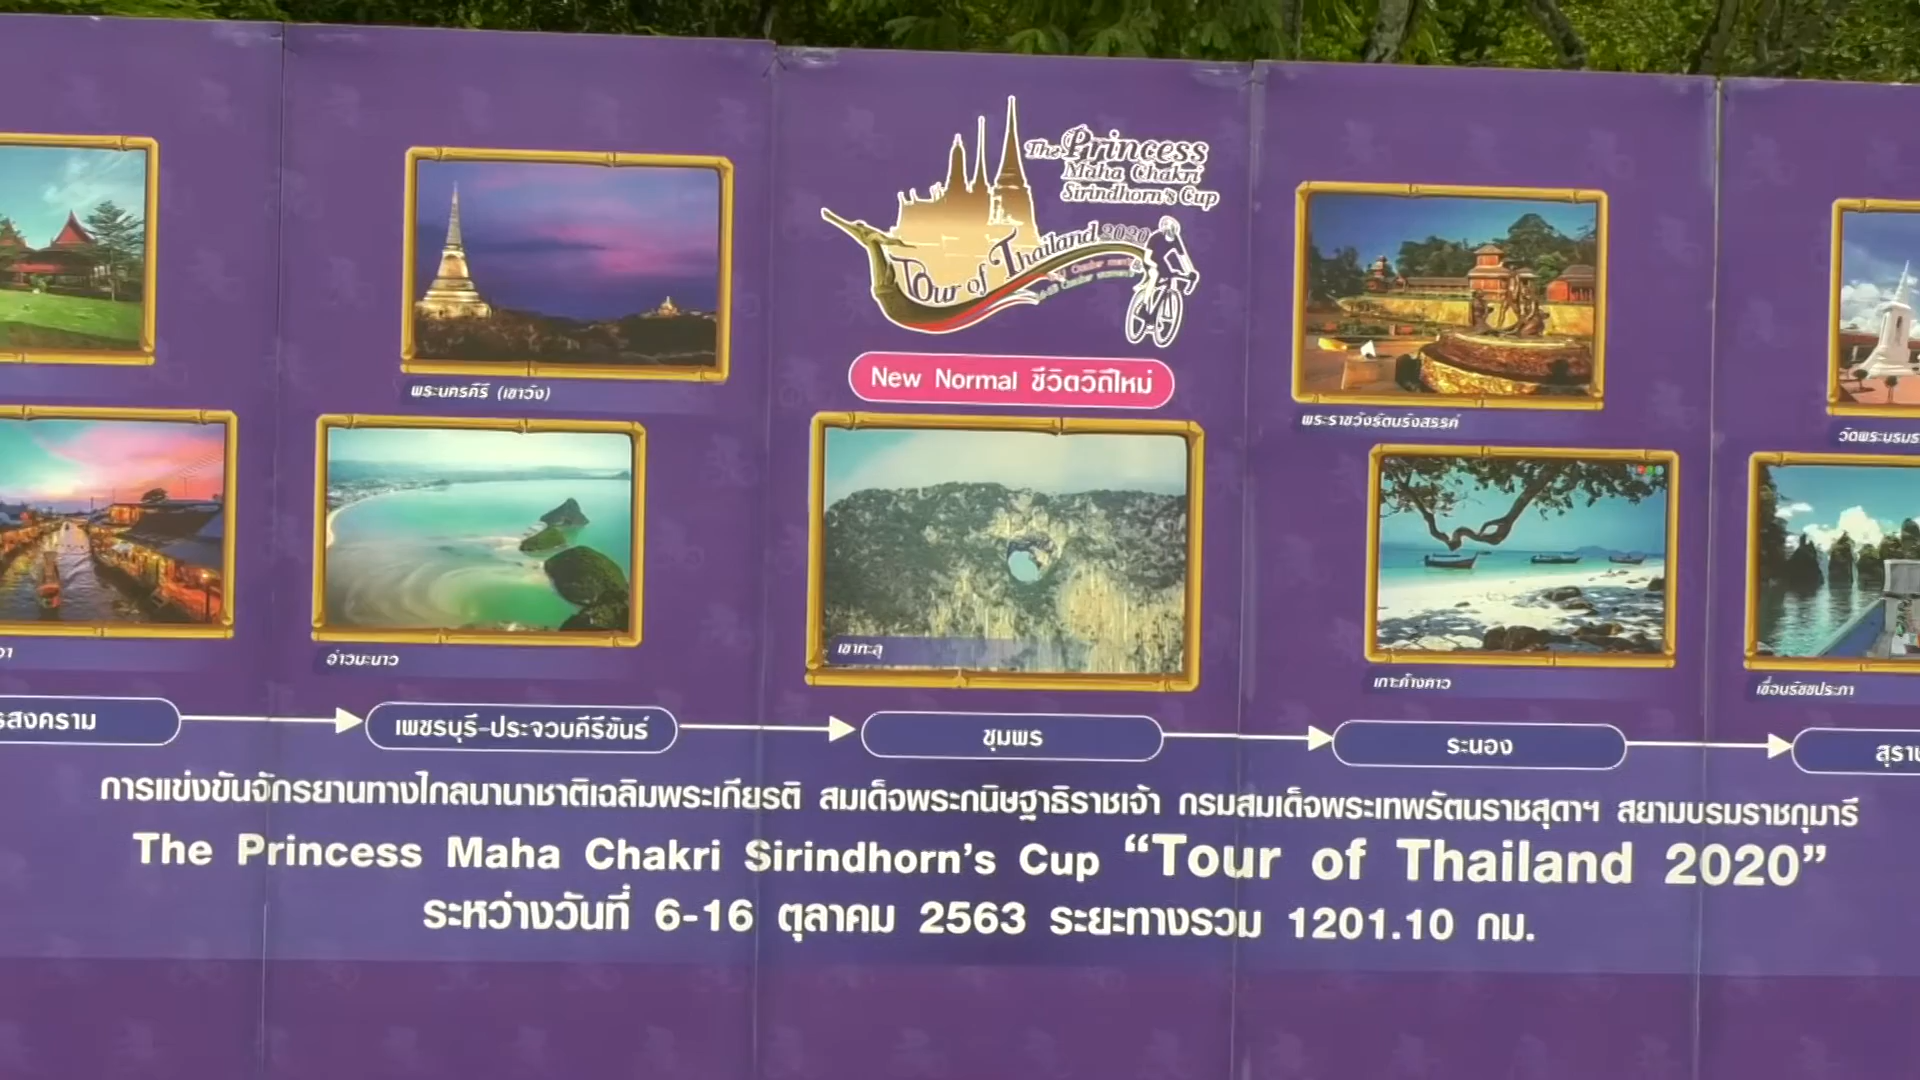 The Princess
Maha Chakri
Sirindhorn's Cup
Tour of Thailand 2020
New Normal ชีวิตวิถีใหม่
พระนครคีรี (เขาวัง)
พระราชวังรัตนรังสรรค์
วัดพระบรมธ
อ่าวมะนาว
เขาทะลุ
เกาะค้างคาว
เขื่อนรัชชประภา
รสงคราม
เพชรบุรี-ประจวบคีรีขันธ์
ชุมพร
ระนอง
สุราษ
การแข่งขันจักรยานทางไกลนานาชาติเฉลิมพระเกียรติ สมเด็จพระกนิษฐาธิราชเจ้า กรมสมเด็จพระเทพรัตนราชสุดาฯ สยามบรมราชกุมารี
The Princess Maha Chakri Sirindhorn's Cup “Tour of Thailand 2020”
ระหว่างวันที่ 6-16 ตุลาคม 2563 ระยะทางรวม 1201.10 กม.